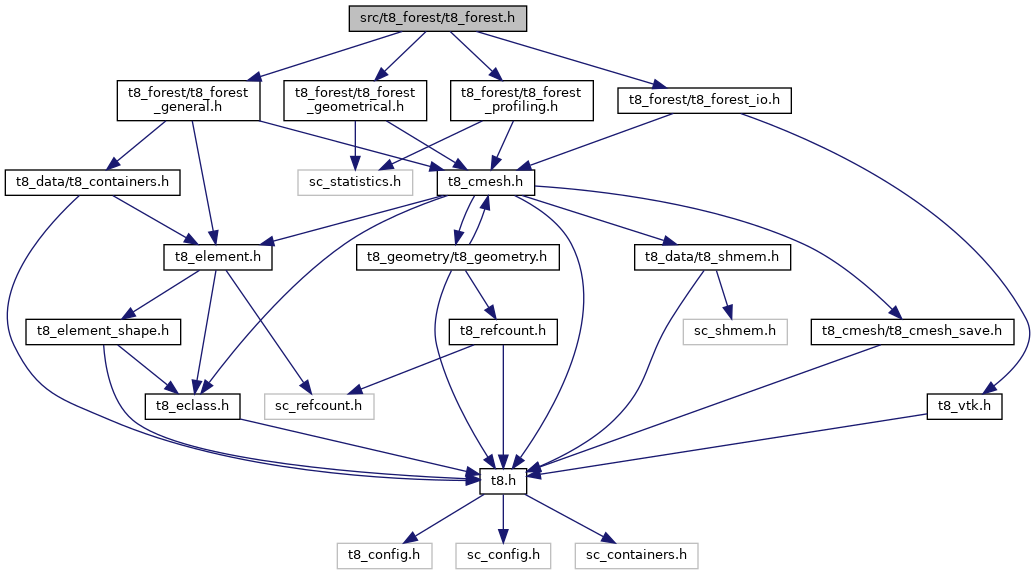 src/t8_forest/t8_forest.h
t8_forest/t8_forest
_general.h
t8_forest/t8_forest
_geometrical.h
t8_forest/t8_forest
_profiling.h
t8_forest/t8_forest_io.h
t8_data/t8_containers.h
sc_statistics.h
t8_cmesh.h
t8_element.h
t8_geometry/t8_geometry.h
t8_data/t8_shmem.h
t8_element_shape.h
t8_refcount.h
sc_shmem.h
t8_cmesh/t8_cmesh_save.h
t8_eclass.h
sc_refcount.h
t8_vtk.h
t8.h
t8_config.h
sc_config.h
sc_containers.h